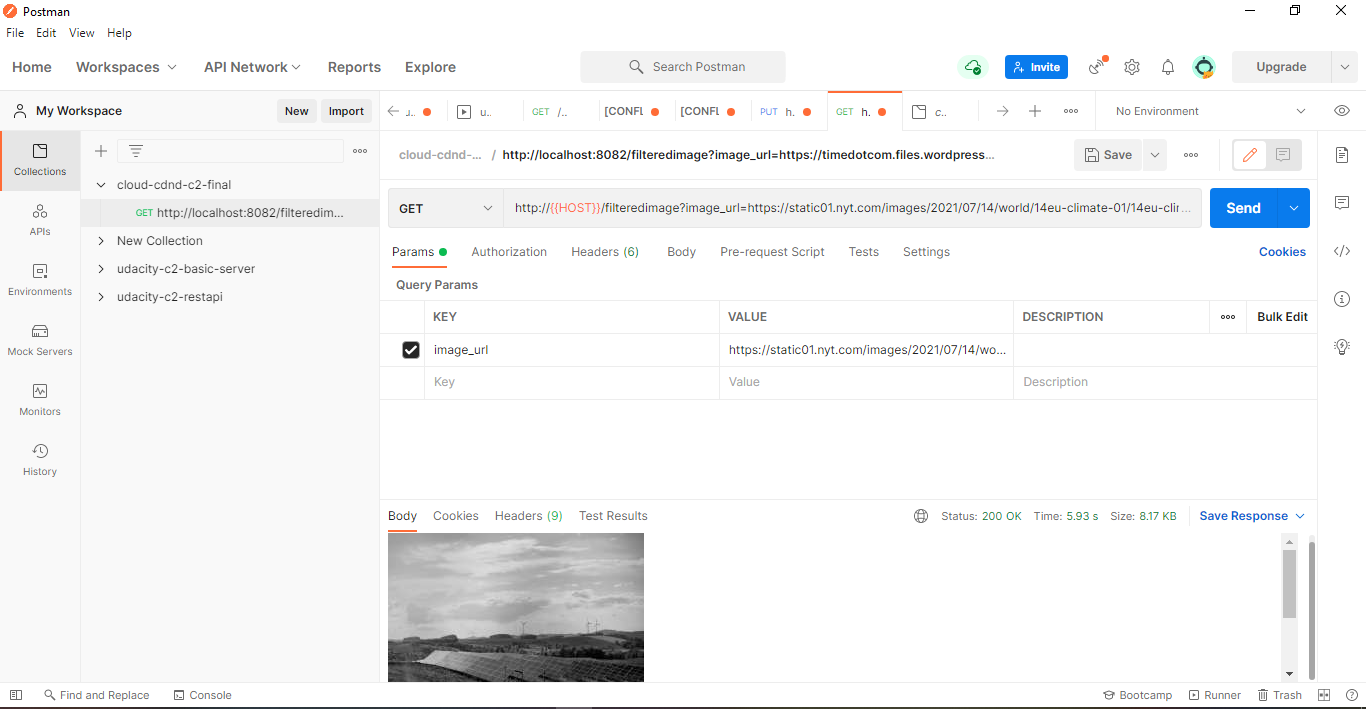 Postman
File Edit View Help
Home Workspaces API Network Reports Explore Search Postman Invite Upgrade
My Workspace New Import
GET /.. [CONFL [CONFL PUT h. GET h. c.. No Environment
Collections
APIs
Environments
Mock Servers
Monitors
History
cloud-cdnd-c2-final
GET http://localhost:8082/filteredim...
New Collection
udacity-c2-basic-server
udacity-c2-restapi
cloud-cdnd-... / http://localhost:8082/filteredimage?image_url=https://timedotcom.files.wordpress... Save
GET http://{{HOST}}/filteredimage?image_url=https://static01.nyt.com/images/2021/07/14/world/14eu-climate-01/14eu-clir... Send
Params Authorization Headers (6) Body Pre-request Script Tests Settings Cookies
Query Params
KEY VALUE DESCRIPTION Bulk Edit
image_url https://static01.nyt.com/images/2021/07/14/wo...
Key Value Description
Body Cookies Headers (9) Test Results Status: 200 OK Time: 5.93 s Size: 8.17 KB Save Response
Find and Replace Console Bootcamp Runner Trash